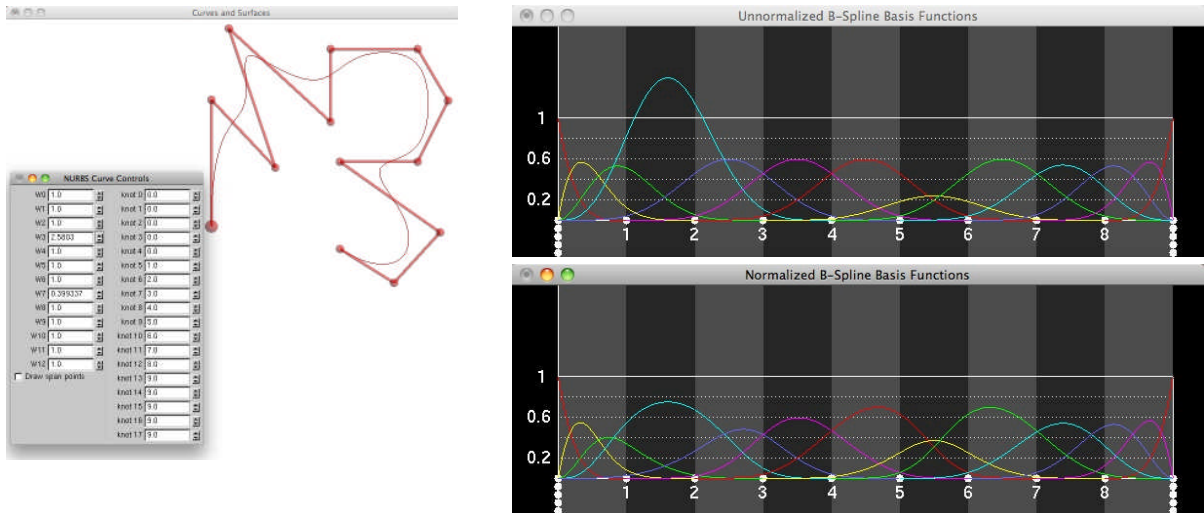 Curves and Surfaces
NURBS Curve Controls
W0 1.0 knot 0 0.0
W1 1.0 knot 1 0.0
W2 1.0 knot 2 0.0
W3 2.5803 knot 3 0.0
W4 1.0 knot 4 0.0
W5 1.0 knot 5 1.0
W6 1.0 knot 6 2.0
W7 0.399337 knot 7 3.0
W8 1.0 knot 8 4.0
W9 1.0 knot 9 5.0
W10 1.0 knot 10 6.0
W11 1.0 knot 11 7.0
W12 1.0 knot 12 8.0
Draw span points knot 13 9.0
knot 14 9.0
knot 15 9.0
knot 16 9.0
knot 17 9.0
Unnormalized B-Spline Basis Functions
1
0.6
0.2
1 2 3 4 5 6 7 8
Normalized B-Spline Basis Functions
1
0.6
0.2
1 2 3 4 5 6 7 8